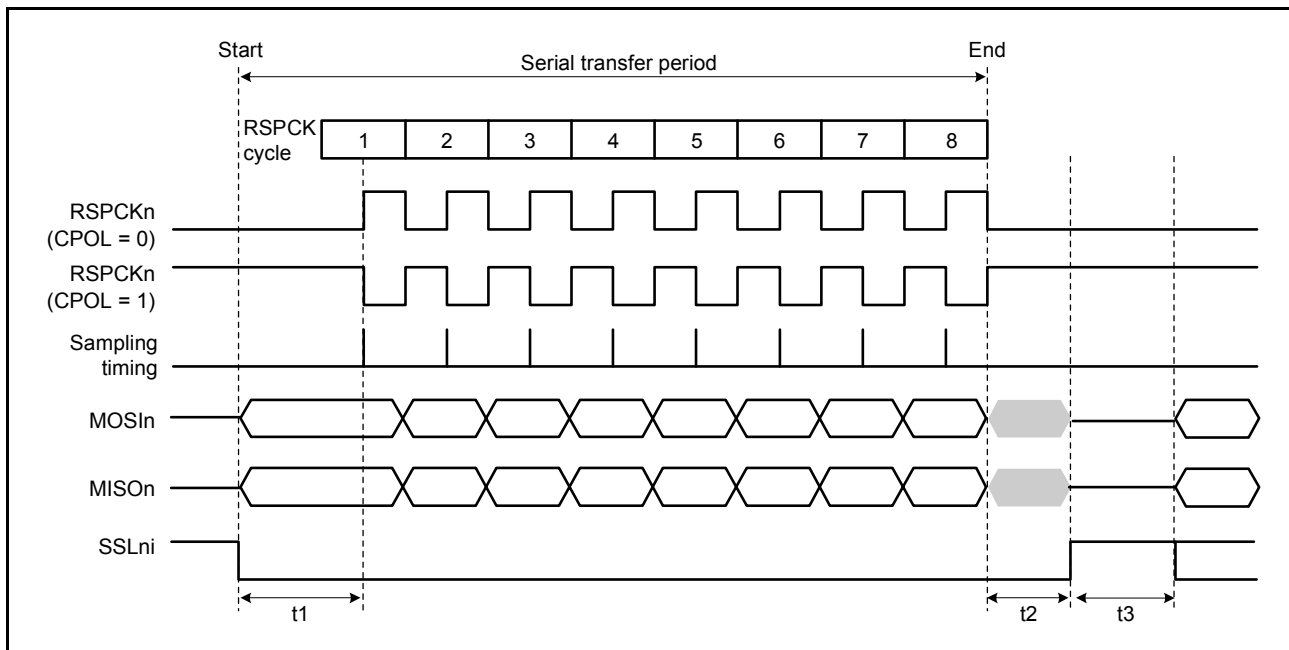 Start
End
Serial transfer period
RSPCK
cycle
1 2 3 4 5 6 7 8
RSPCKn
(CPOL = 0)
RSPCKn
(CPOL = 1)
Sampling
timing
MOSIn
MISOn
SSLni
t1
t2
t3